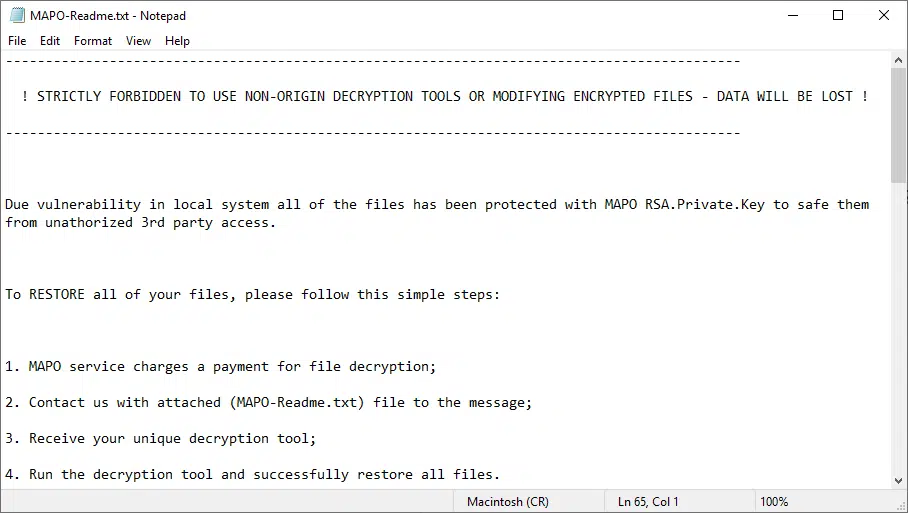 MAPO-Readme.txt - Notepad
File Edit Format View Help
--------------------------------------------------------------------------------------------
! STRICTLY FORBIDDEN TO USE NON-ORIGIN DECRYPTION TOOLS OR MODIFYING ENCRYPTED FILES - DATA WILL BE LOST !
--------------------------------------------------------------------------------------------
Due vulnerability in local system all of the files has been protected with MAPO RSA.Private.Key to safe them
from unathorized 3rd party access.
To RESTORE all of your files, please follow this simple steps:
1. MAPO service charges a payment for file decryption;
2. Contact us with attached (MAPO-Readme.txt) file to the message;
3. Receive your unique decryption tool;
4. Run the decryption tool and successfully restore all files.
Macintosh (CR) Ln 65, Col 1 100%